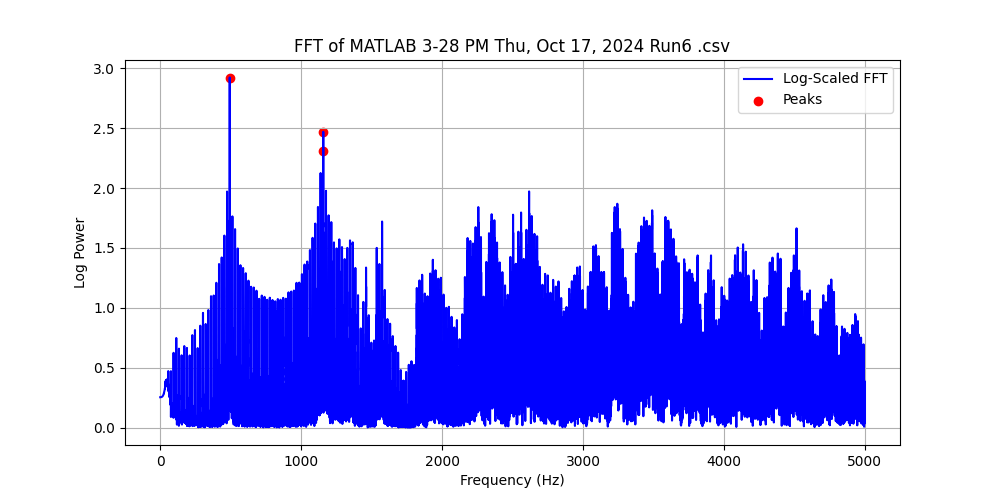 FFT of MATLAB 3-28 PM Thu, Oct 17, 2024 Run6 .csv
Log-Scaled FFT
Peaks
Log Power
3.0
2.5
2.0
1.5
1.0
0.5
0.0
0 1000 2000 3000 4000 5000
Frequency (Hz)